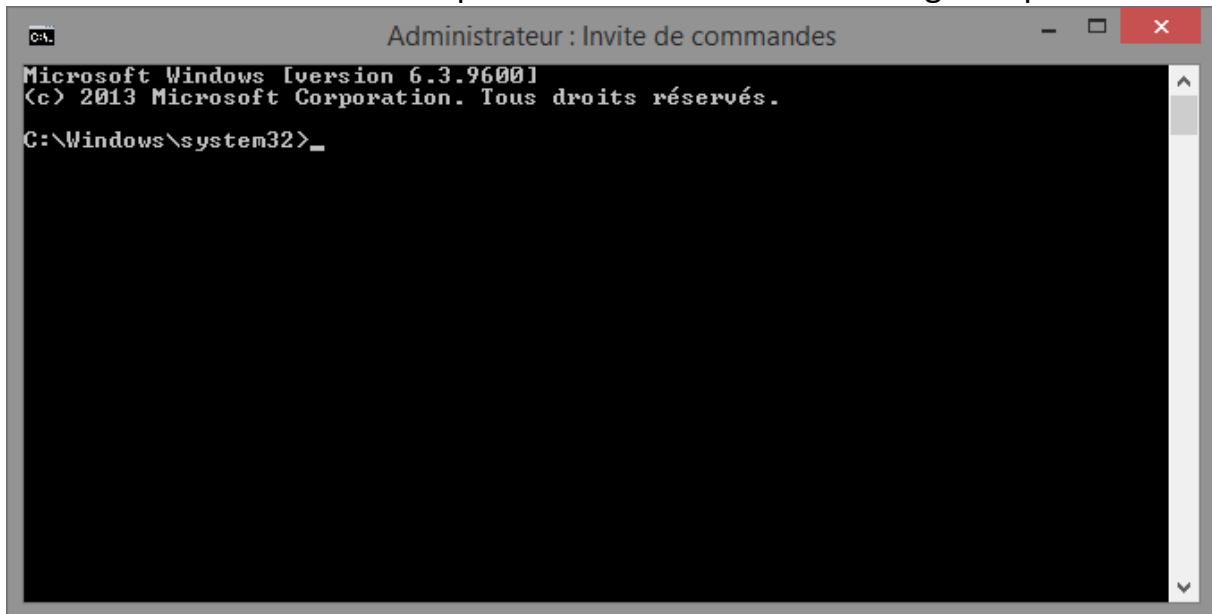 C:\.
Administrateur : Invite de commandes
Microsoft Windows [version 6.3.9600]
(c) 2013 Microsoft Corporation. Tous droits réservés.
C:\Windows\system32>_